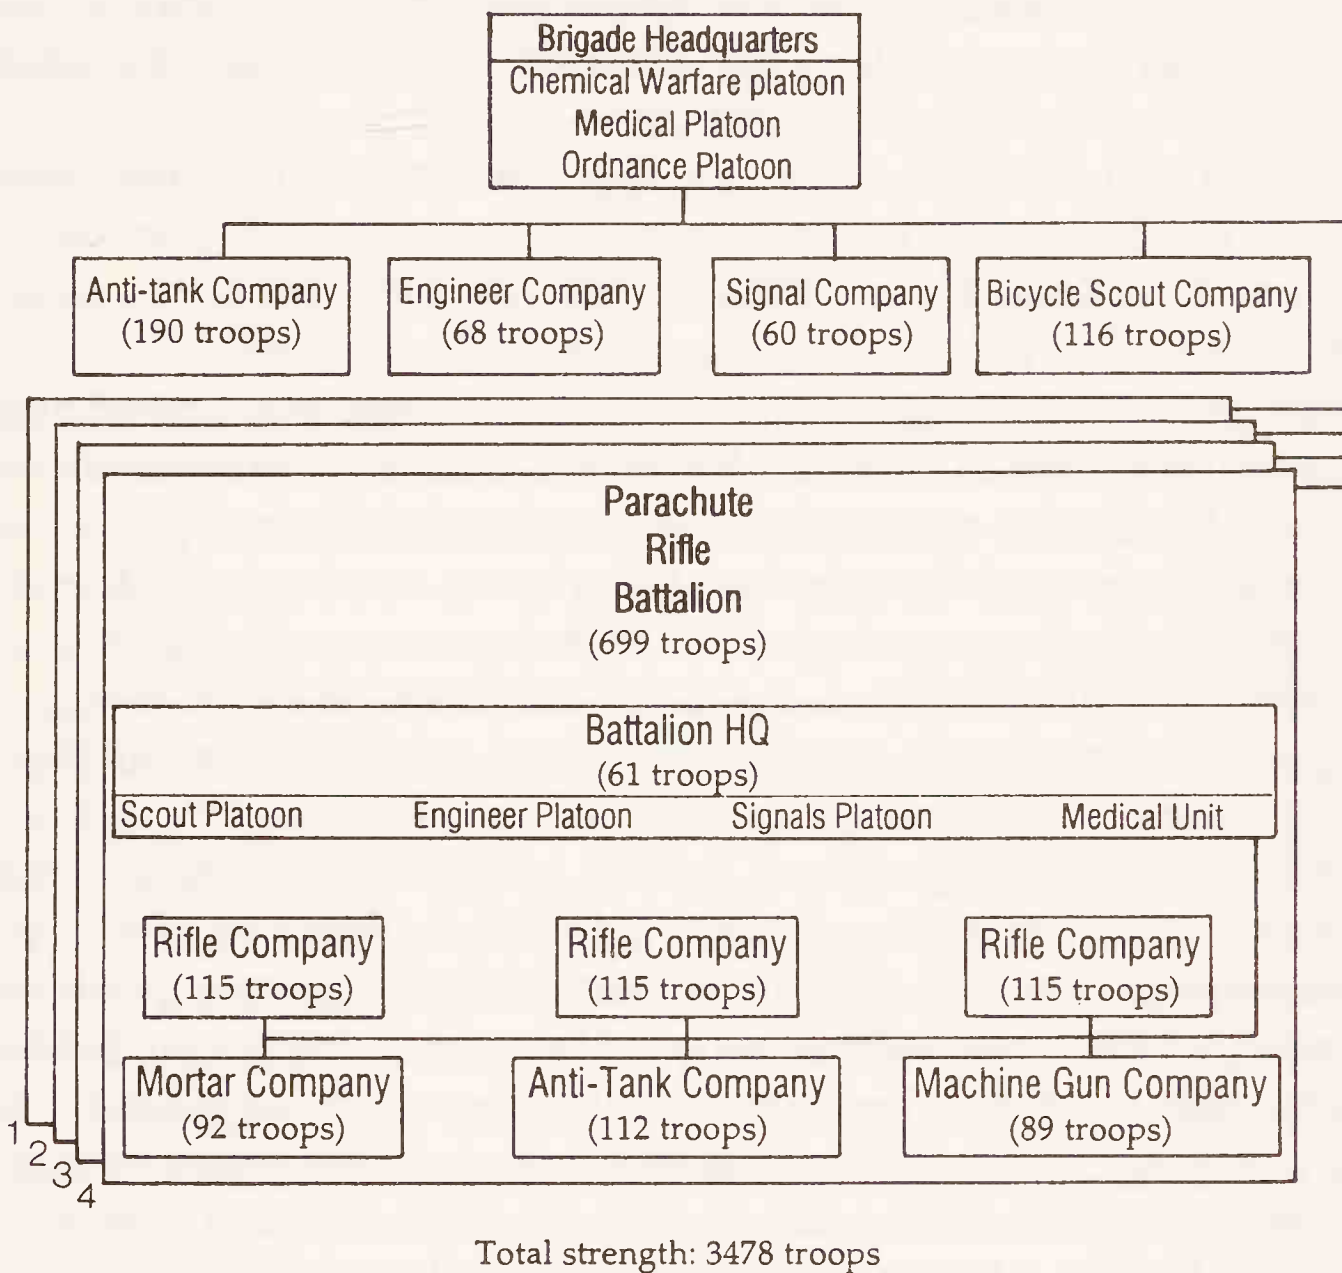 Brigade Headquarters
Chemical Warfare platoon
Medical Platoon
Ordnance Platoon
Anti-tank Company
(190 troops)
Engineer Company
(68 troops)
Signal Company
(60 troops)
Bicycle Scout Company
(116 troops)
Parachute
Rifle
Battalion
(699 troops)
Battalion HQ
(61 troops)
Scout Platoon Engineer Platoon Signals Platoon Medical Unit
Rifle Company
(115 troops)
Rifle Company
(115 troops)
Rifle Company
(115 troops)
Mortar Company
(92 troops)
Anti-Tank Company
(112 troops)
Machine Gun Company
(89 troops)
1
2
3
4
Total strength: 3478 troops